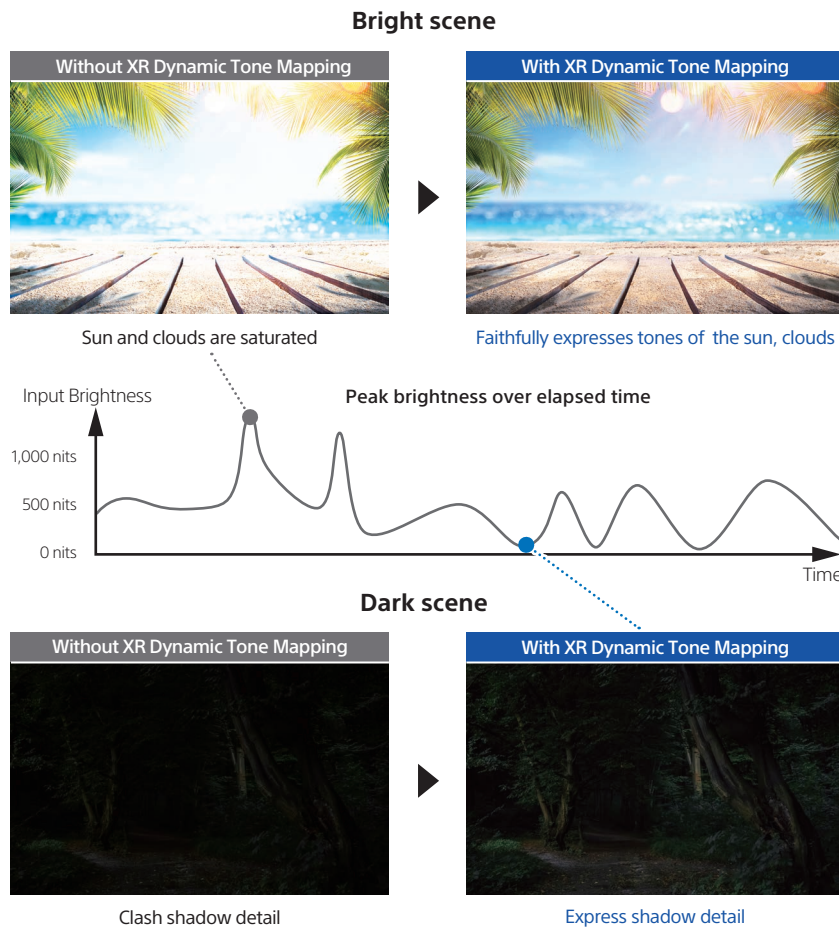 Bright scene
Without XR Dynamic Tone Mapping
With XR Dynamic Tone Mapping
Sun and clouds are saturated
Faithfully expresses tones of the sun, clouds
Input Brightness
Peak brightness over elapsed time
1,000 nits
500 nits
0 nits
Time
Dark scene
Without XR Dynamic Tone Mapping
With XR Dynamic Tone Mapping
Clash shadow detail
Express shadow detail